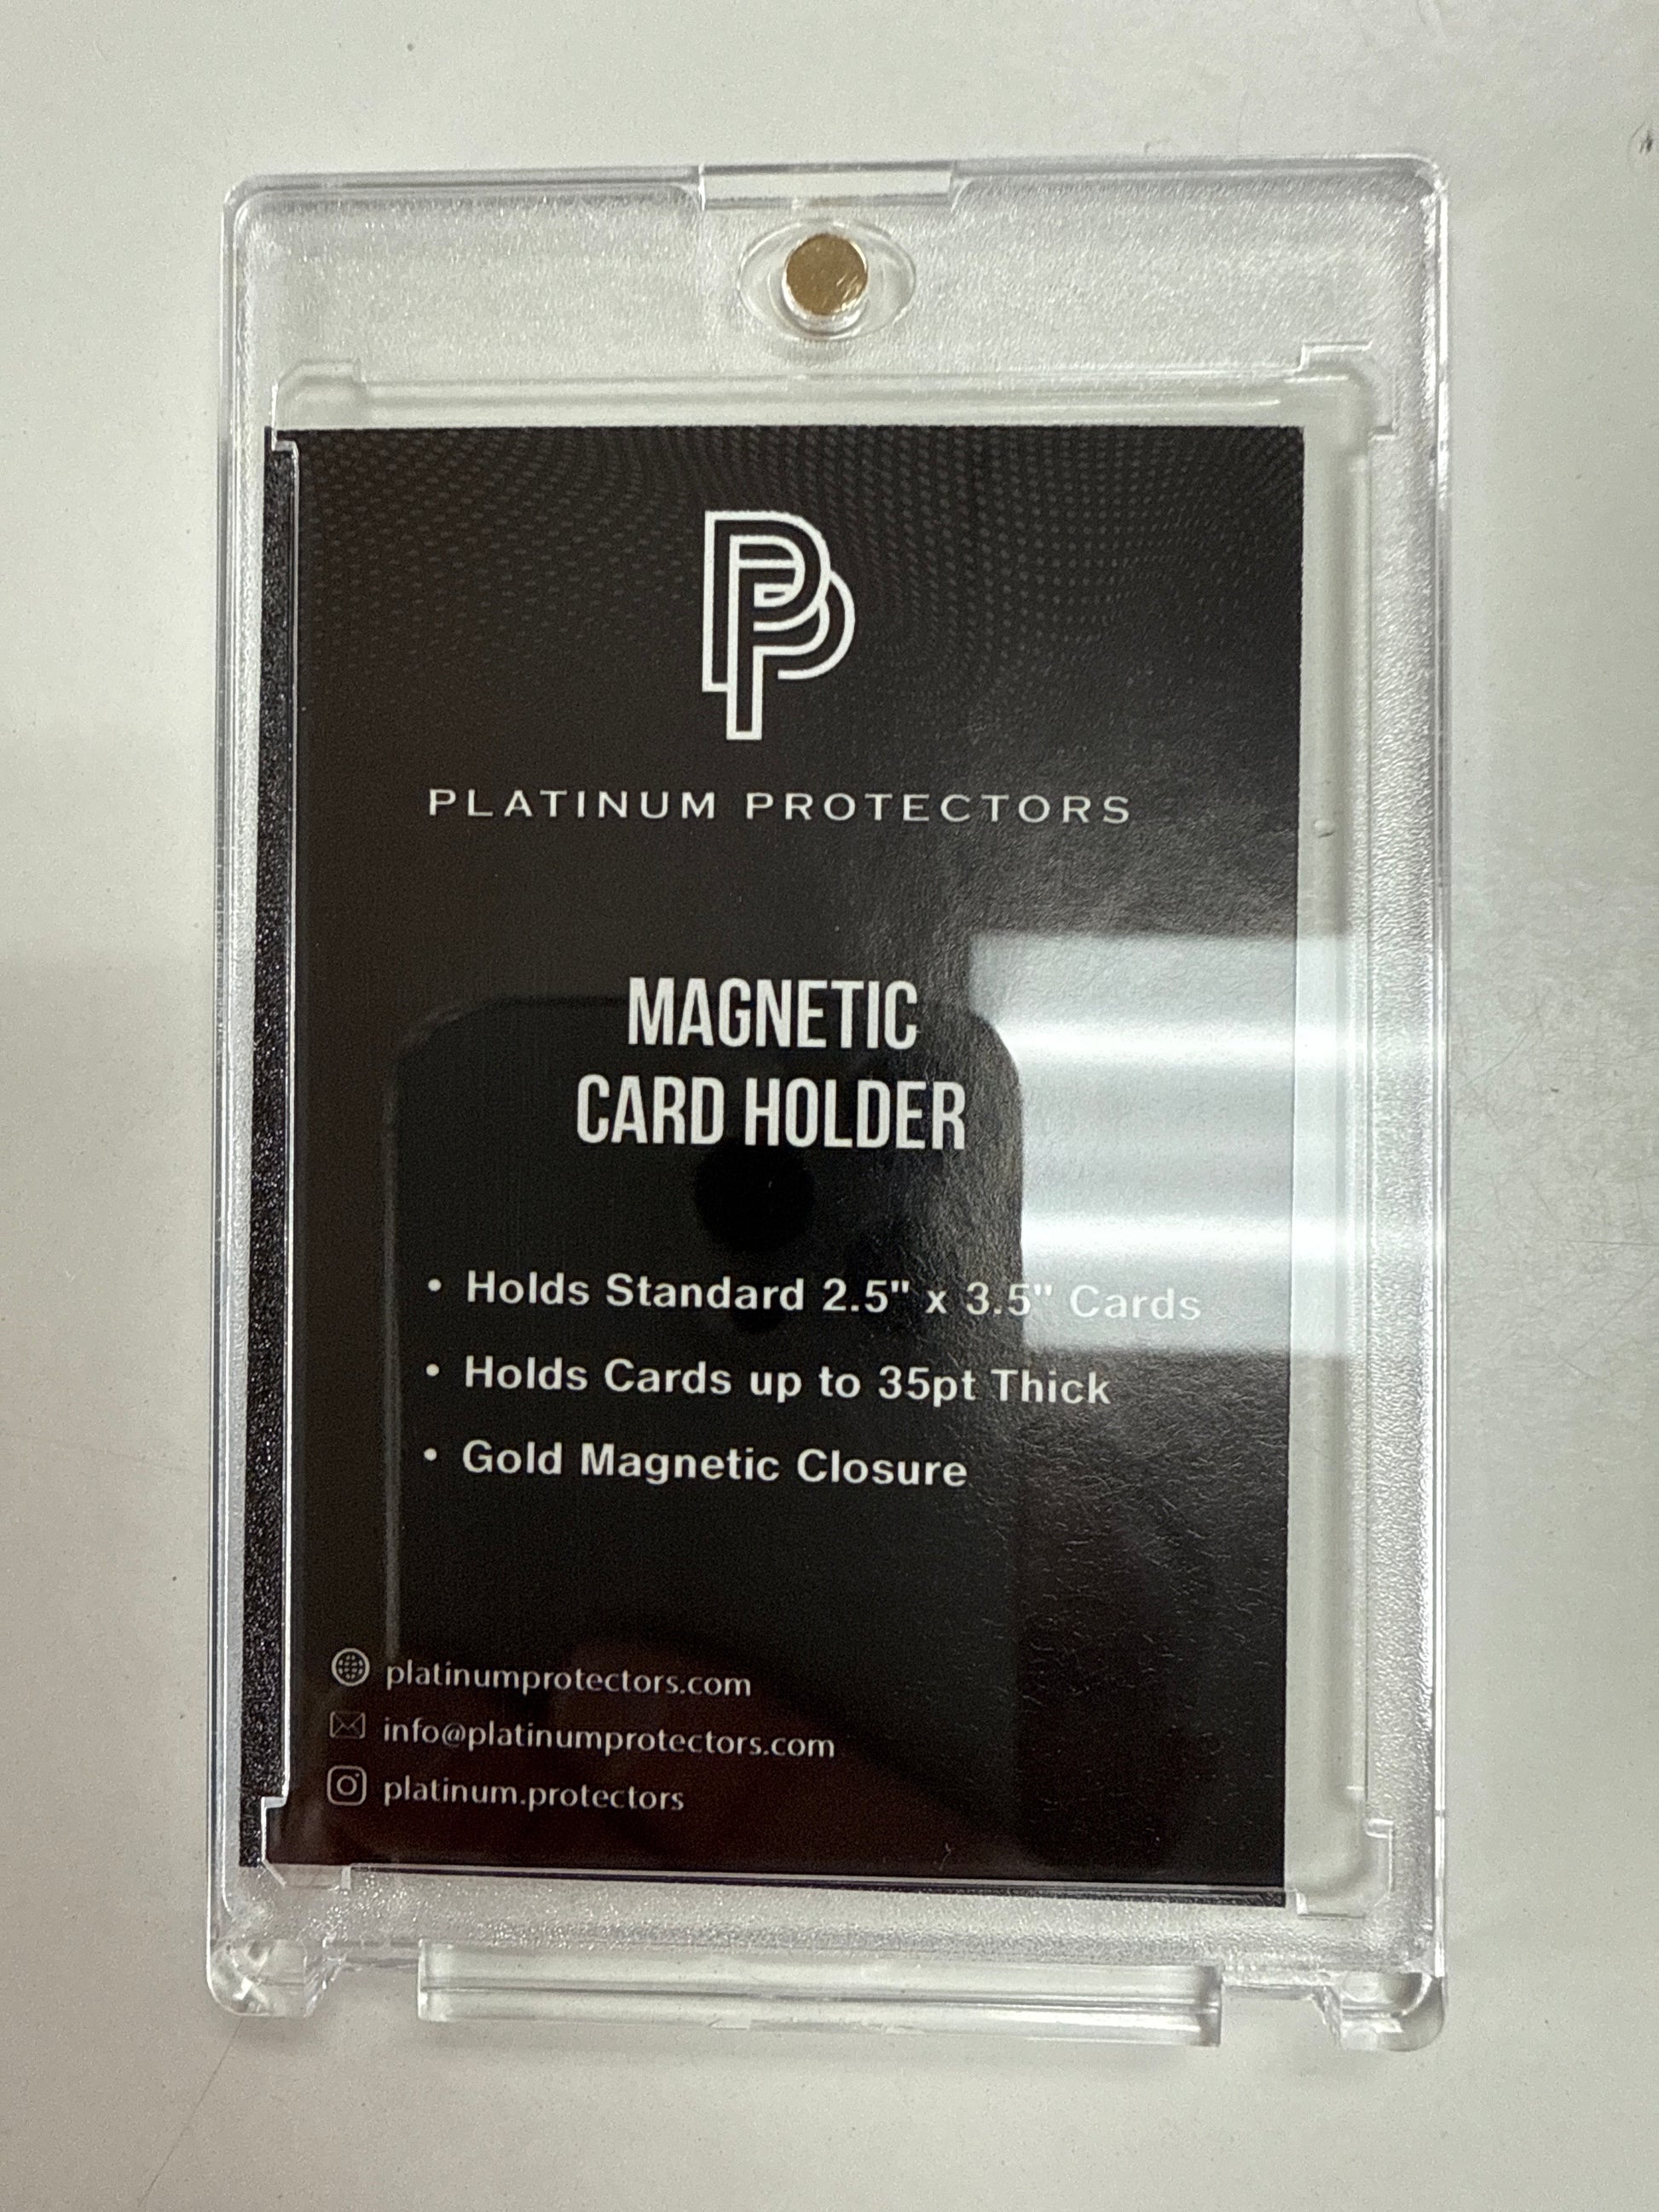 PP
PLATINUM PROTECTORS
MAGNETIC
CARD HOLDER
• Holds Standard 2.5" x 3.5" Cards
• Holds Cards up to 35pt Thick
• Gold Magnetic Closure
platinumprotectors.com
info@platinumprotectors.com
platinum.protectors